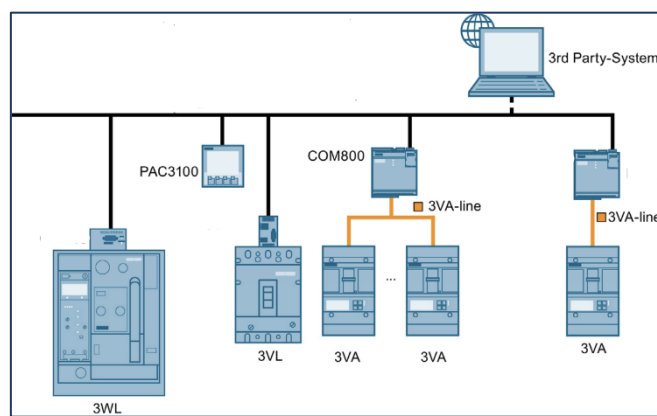 3rd Party-System
PAC3100
COM800
3VA-line
3VA-line
...
3VL
3VA
3VA
3VA
3WL